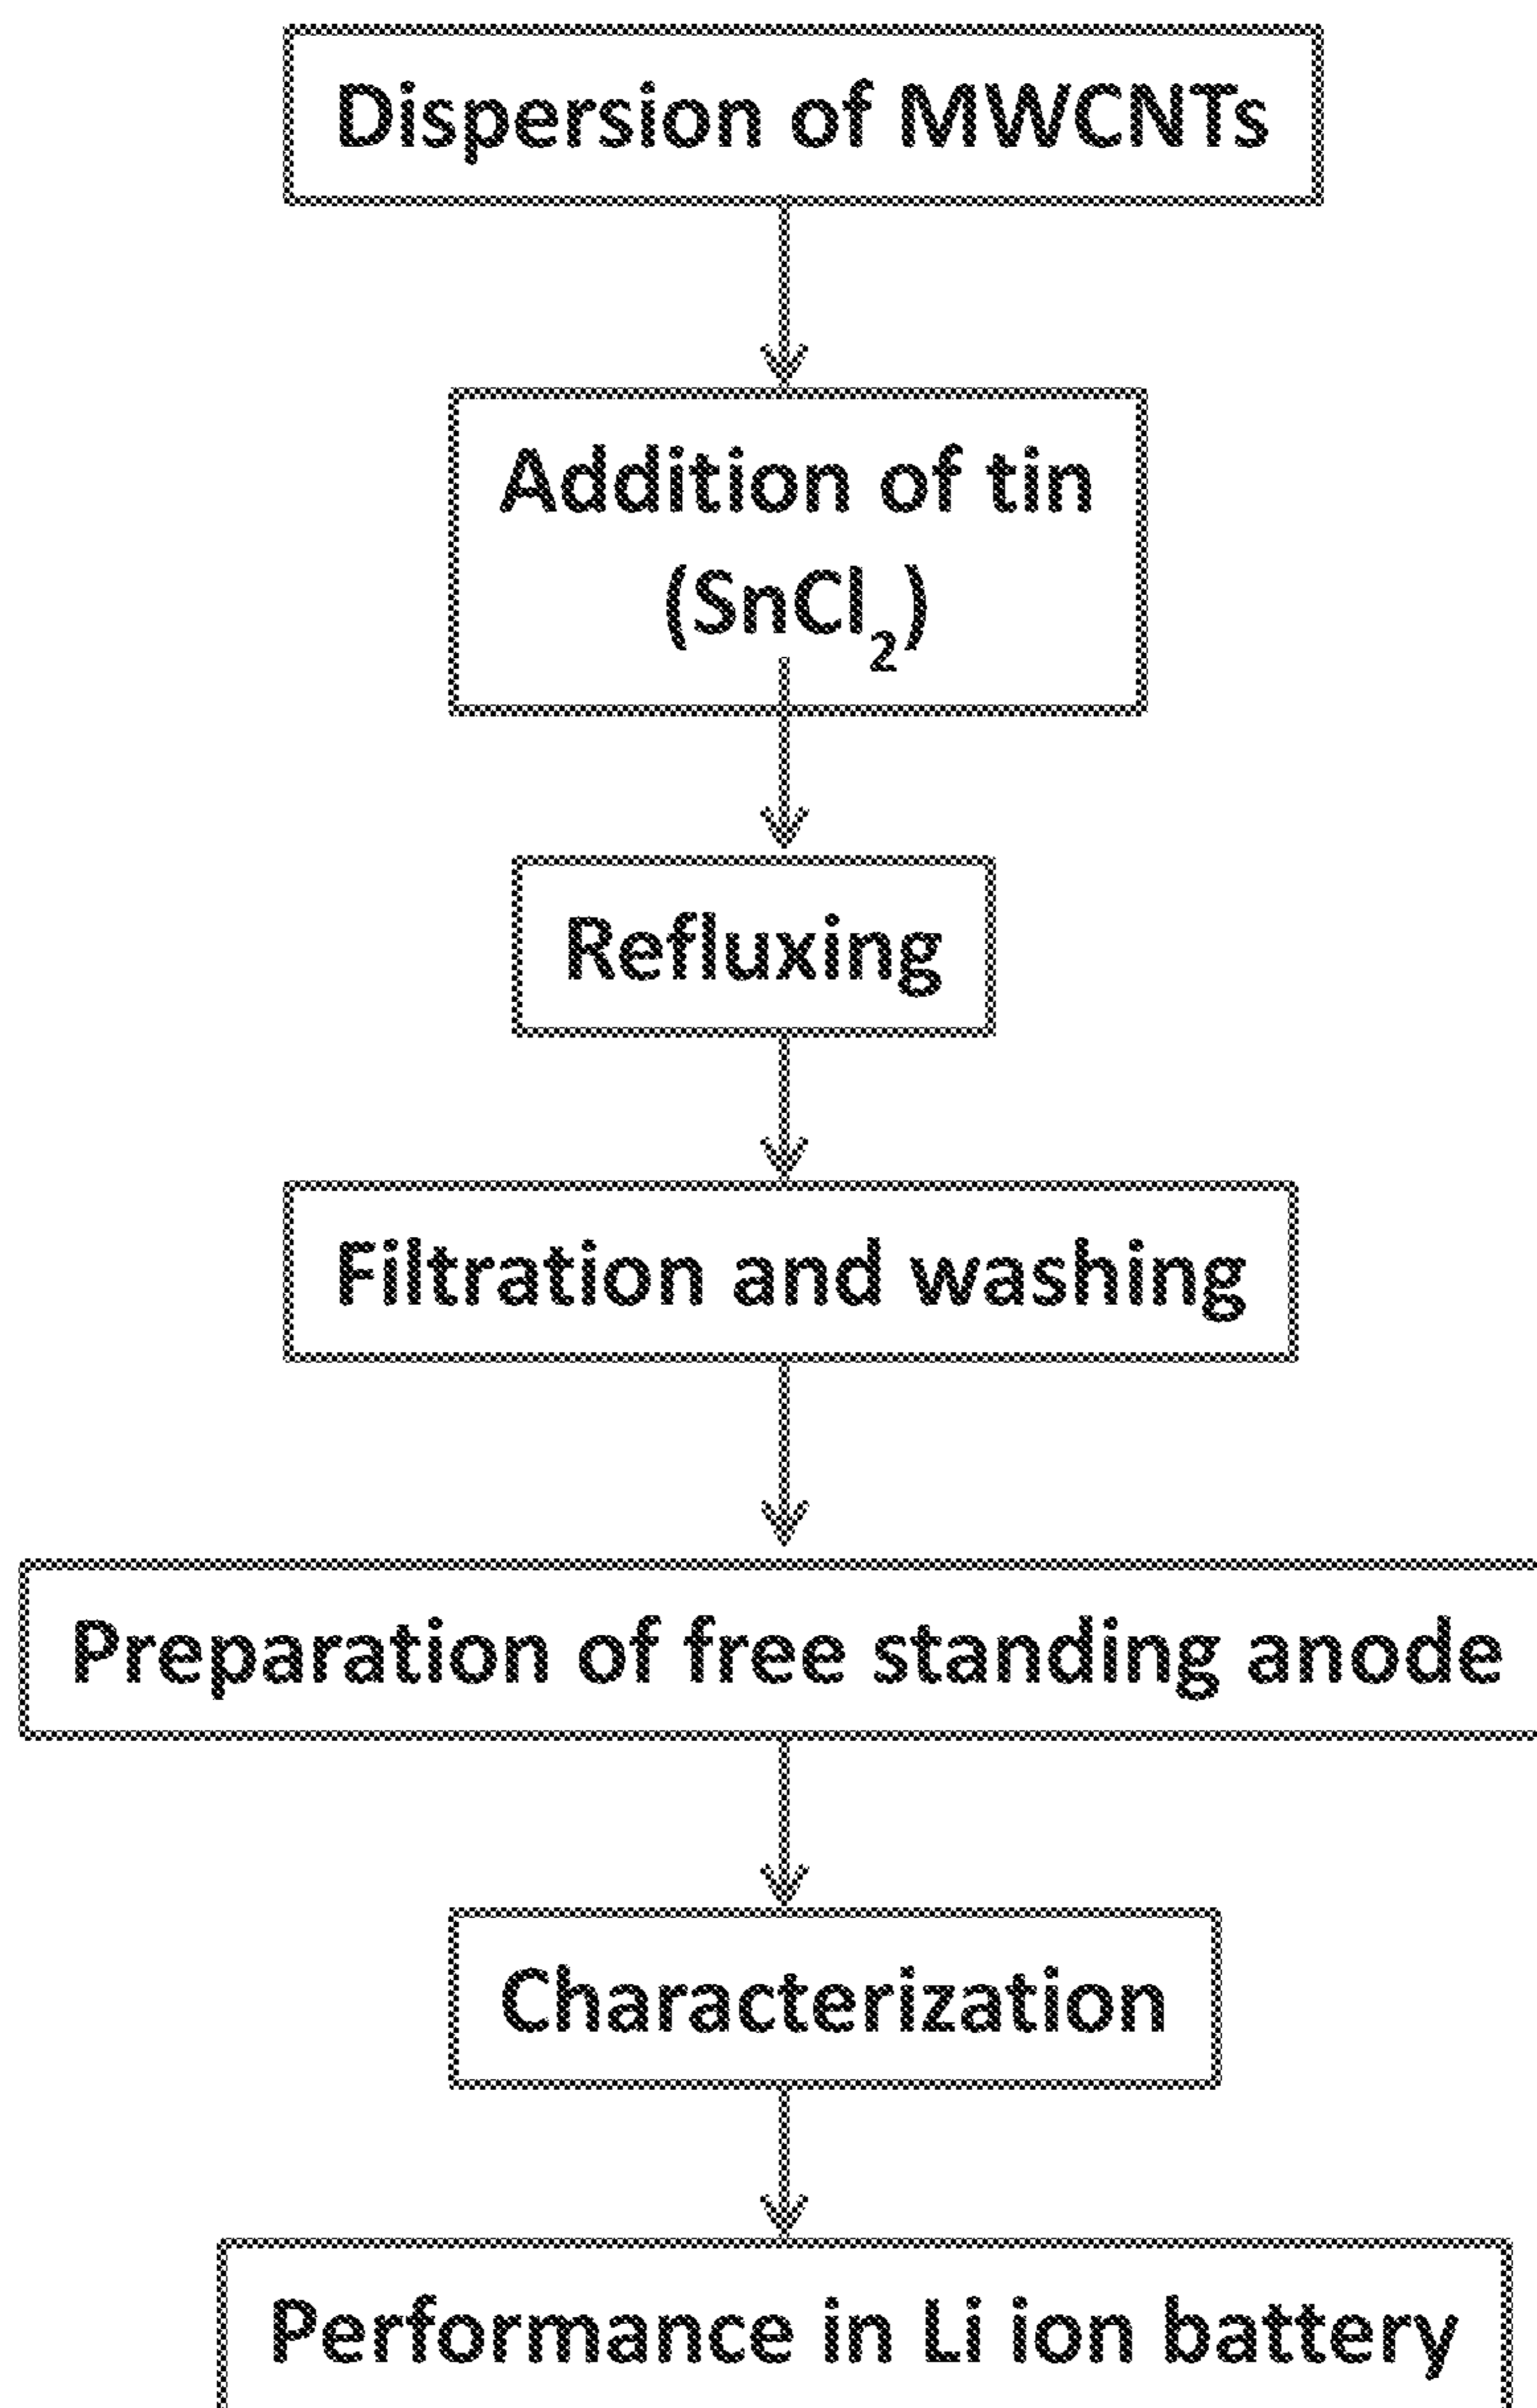 Dispersion of MWCNTs
Addition of tin
(SnCl₂)
Refluxing
Filtration and washing
Preparation of free standing anode
Characterization
Performance in Li ion battery